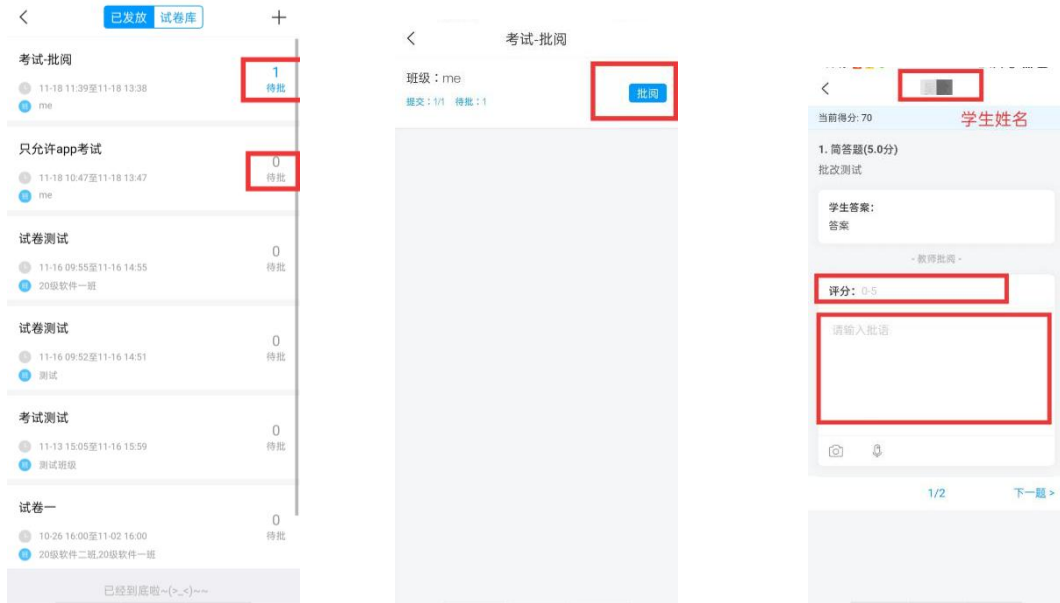 已发放 试卷库
考试-批阅
11-18 11:39至11-18 13:38
班 me
1
待批
只允许app考试
11-18 10:47至11-18 13:47
班 me
0
待批
试卷测试
11-16 09:55至11-16 14:55
班 20级软件一班
0
待批
试卷测试
11-16 09:52至11-16 14:51
班 测试
0
待批
考试测试
11-13 15:05至11-16 15:59
班 测试班级
0
待批
试卷一
10-26 16:00至11-02 16:00
班 20级软件二班,20级软件一班
0
待批
已经到底啦~(>_<)~~
考试-批阅
班级：me
提交：1/1 待批：1
批阅
当前得分: 70
学生姓名
1. 简答题(5.0分)
批改测试
学生答案：
答案
- 教师批阅 -
评分： 0-5
请输入批语
1/2 下一题 >